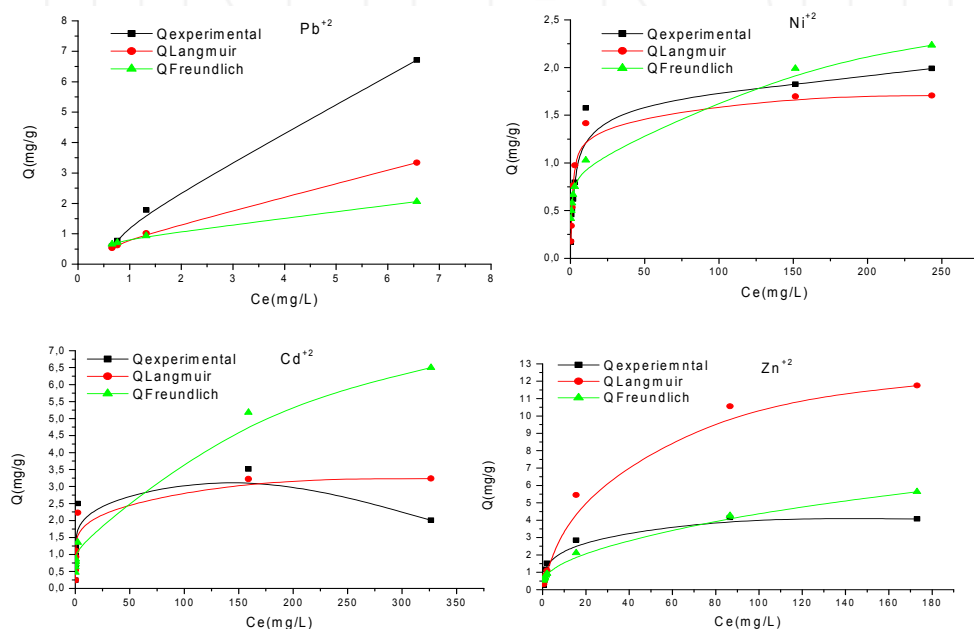 Pb+2
Qexperimental
QLangmuir
QFreundlich
Q(mg/g)
8
7
6
5
4
3
2
1
0
0 1 2 3 4 5 6 7 8
Ce(mg/L)
Ni+2
Qexperimental
QLangmuir
QFreundlich
Q(mg/g)
2,5
2,0
1,5
1,0
0,5
0,0
0 50 100 150 200 250
Ce(mg/L)
Cd+2
Qexperimental
QLangmuir
QFreundlich
Q(mg/g)
7,0
6,5
6,0
5,5
5,0
4,5
4,0
3,5
3,0
2,5
2,0
1,5
1,0
0,5
0,0
0 50 100 150 200 250 300 350
Ce(mg/L)
Zn+2
Qexperiemntal
QLangmuir
QFreundlich
Q(mg/g)
13
12
11
10
9
8
7
6
5
4
3
2
1
0
0 20 40 60 80 100 120 140 160 180
Ce(mg/L)